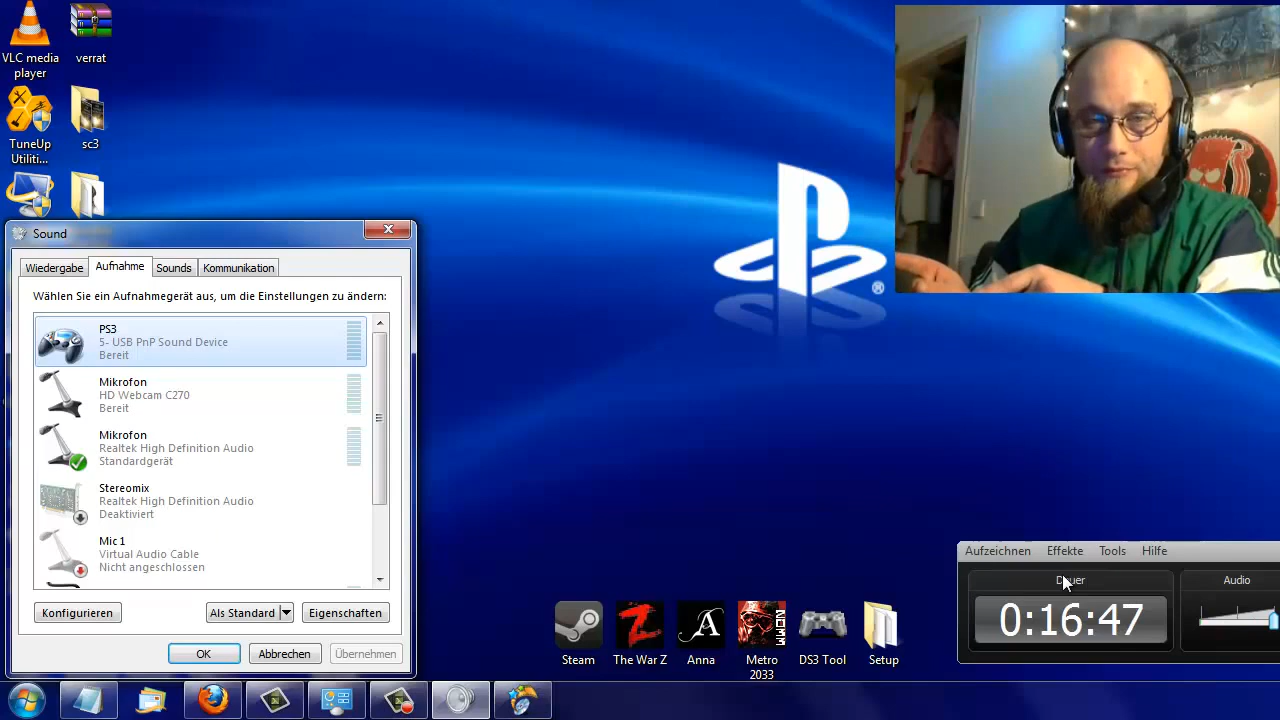 VLC media
player
verrat
TuneUp
Utiliti...
sc3
Sound
Wiedergabe
Aufnahme
Sounds
Kommunikation
Wählen Sie ein Aufnahmegerät aus, um die Einstellungen zu ändern:
PS3
5- USB PnP Sound Device
Bereit
Mikrofon
HD Webcam C270
Bereit
Mikrofon
Realtek High Definition Audio
Standardgerät
Stereomix
Realtek High Definition Audio
Deaktiviert
Mic 1
Virtual Audio Cable
Nicht angeschlossen
Konfigurieren
Als Standard
Eigenschaften
OK
Abbrechen
Übernehmen
®
Steam
The War Z
Anna
Metro
2033
DS3 Tool
Setup
Aufzeichnen
Effekte
Tools
Hilfe
Dauer
0:16:47
Audio